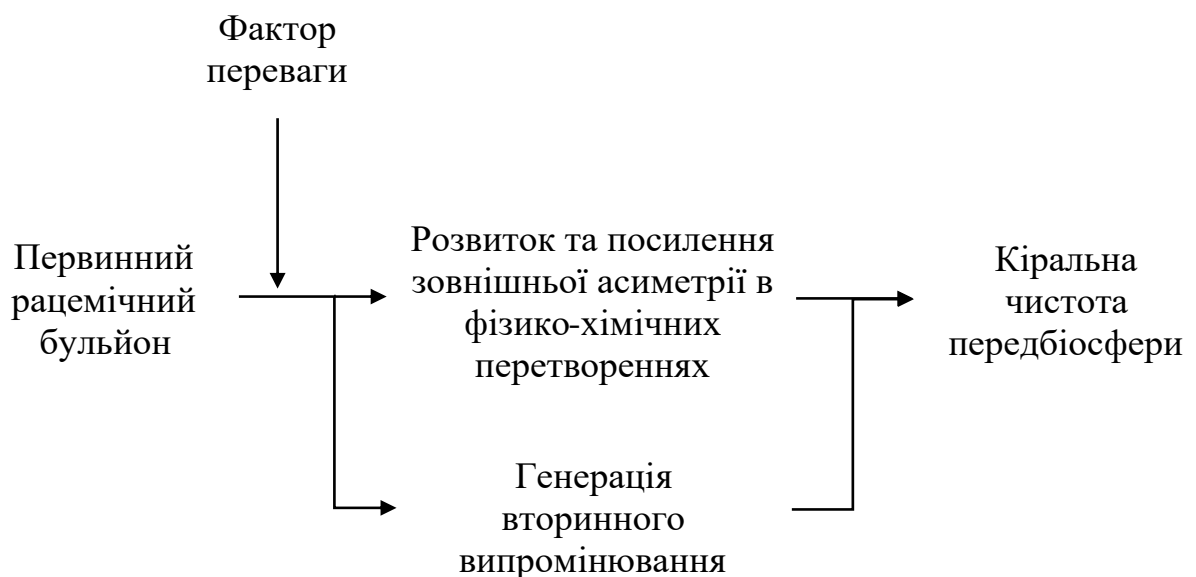 Фактор
переваги
Первинний
рацемічний
бульйон
Розвиток та посилення
зовнішньої асиметрії в
фізико-хімічних
перетвореннях
Кіральна
чистота
передбіосфери
Генерація
вторинного
випромінювання